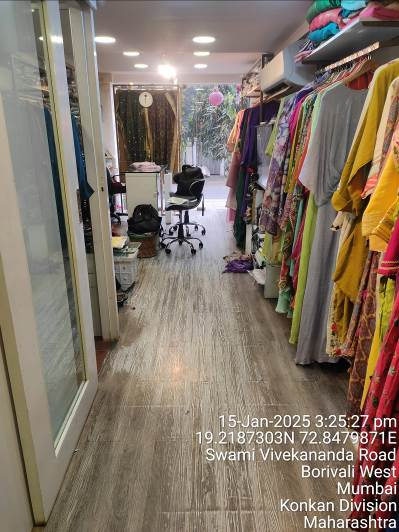 15-Jan-2025 3:25:27 pm
19.2187303N 72.8479871E
Swami Vivekananda Road
Borivali West
Mumbai
Konkan Division
Maharashtra